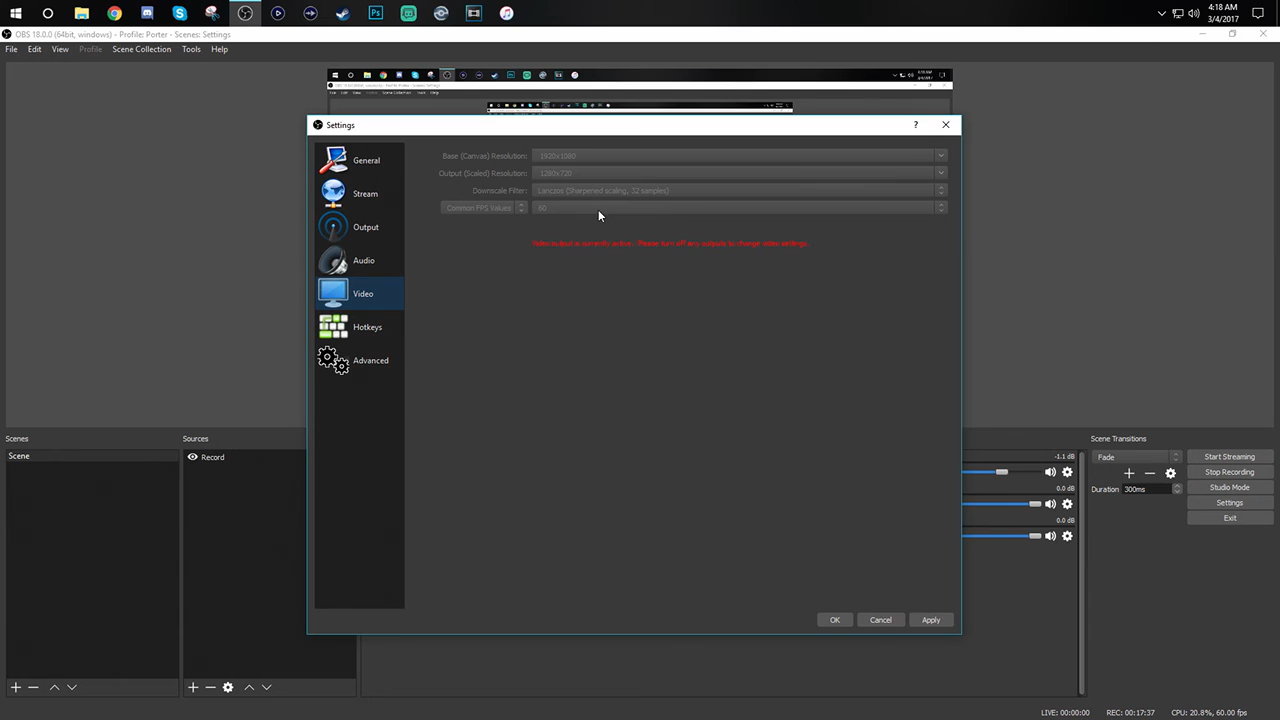 4:18 AM
3/4/2017
OBS 18.0.0 (64bit, windows) - Profile: Porter - Scenes: Settings
File Edit View Profile Scene Collection Tools Help
Settings
?
General
Stream
Output
Audio
Video
Hotkeys
Advanced
Base (Canvas) Resolution: 1920x1080
Output (Scaled) Resolution: 1280x720
Downscale Filter: Lanczos (Sharpened scaling, 32 samples)
Common FPS Values 60
Video output is currently active. Please turn off any outputs to change video settings.
OK Cancel Apply
Scenes
Scene
Sources
Record
-1.1 dB
0.0 dB
0.0 dB
Scene Transitions
Fade
Duration 300ms
Start Streaming
Stop Recording
Studio Mode
Settings
Exit
LIVE: 00:00:00 REC: 00:17:37 CPU: 20.8%, 60.00 fps